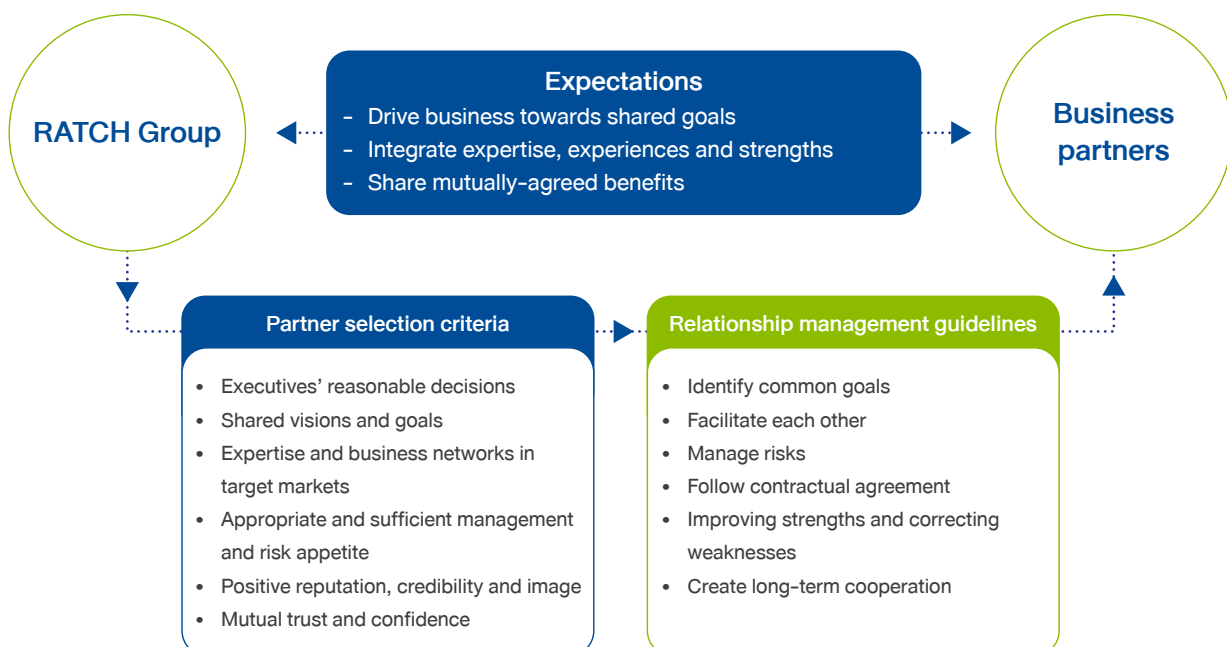 RATCH Group
Expectations
- Drive business towards shared goals
- Integrate expertise, experiences and strengths
- Share mutually-agreed benefits
Business
partners
Partner selection criteria
• Executives’ reasonable decisions
• Shared visions and goals
• Expertise and business networks in
target markets
• Appropriate and sufficient management
and risk appetite
• Positive reputation, credibility and image
• Mutual trust and confidence
Relationship management guidelines
• Identify common goals
• Facilitate each other
• Manage risks
• Follow contractual agreement
• Improving strengths and correcting
weaknesses
• Create long-term cooperation